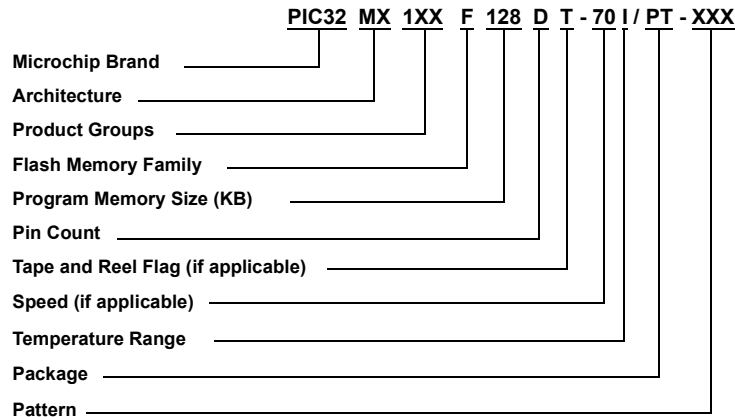 PIC32 MX 1XX F 128 D T - 70 I / PT - XXX
Microchip Brand
Architecture
Product Groups
Flash Memory Family
Program Memory Size (KB)
Pin Count
Tape and Reel Flag (if applicable)
Speed (if applicable)
Temperature Range
Package
Pattern